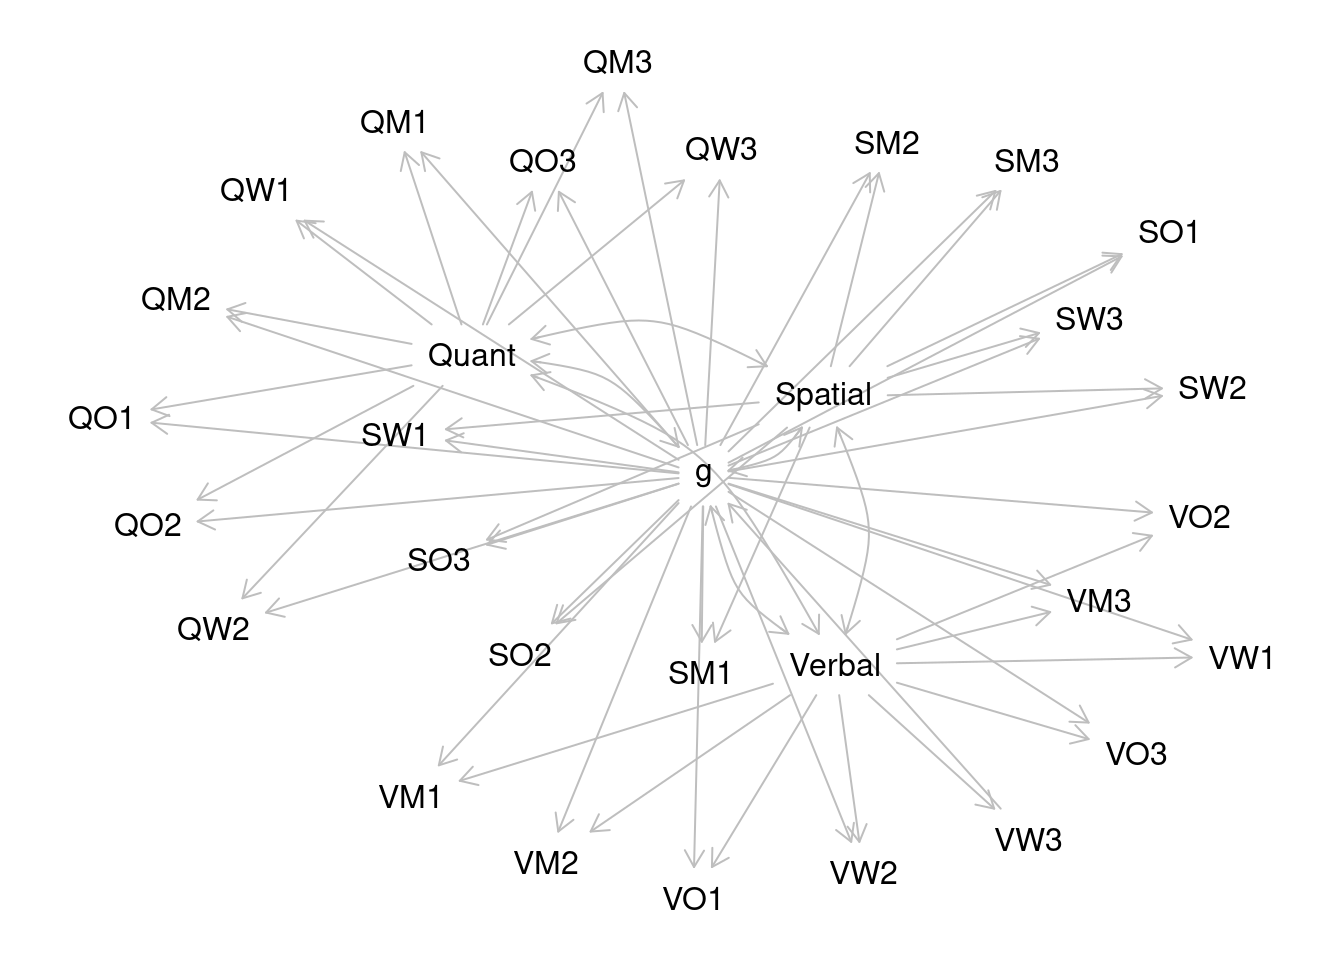 QM3
QM1
QO3
QW3
SM2
SM3
QW1
SO1
QM2
SW3
Quant
Spatial
SW2
QO1
SW1
g
QO2
VO2
SO3
VM3
QW2
SO2
SM1
Verbal
VW1
VO3
VM1
VW3
VM2
VW2
VO1